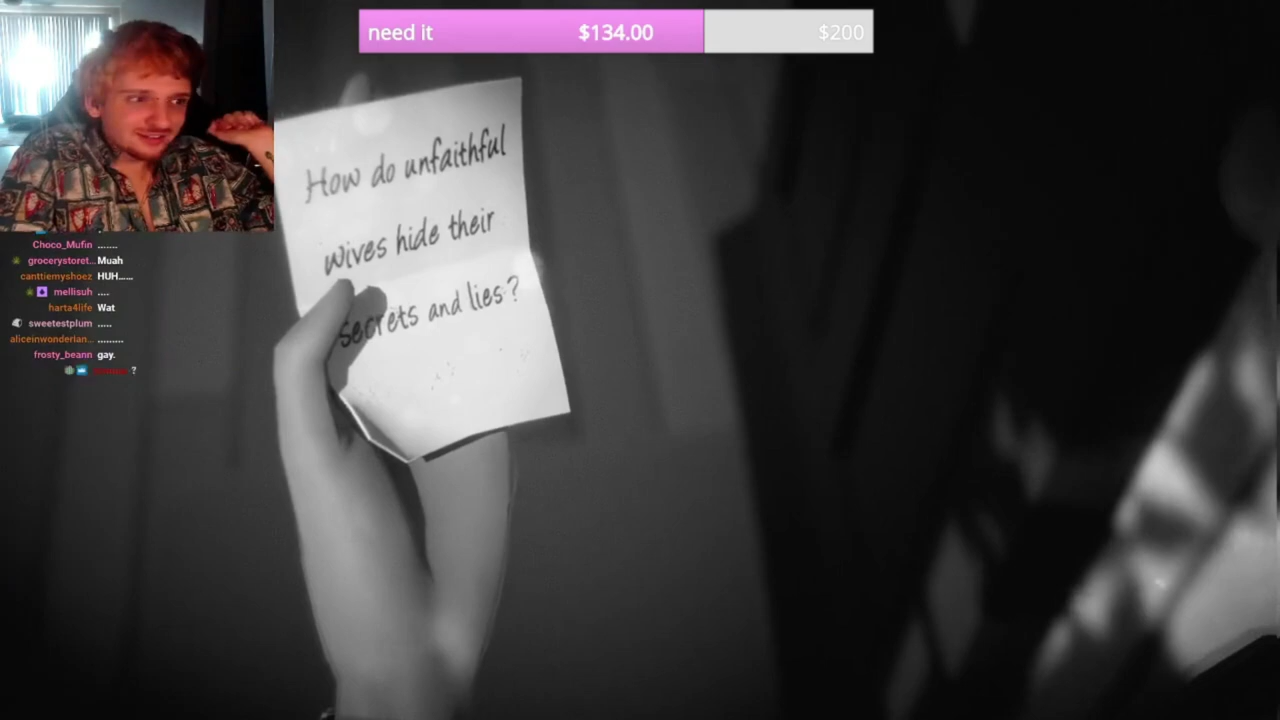 need it $134.00 $200
How do unfaithful
wives hide their
secrets and lies?
Choco_Mufin .......
grocerystoret... Muah
canttiemyshoez HUH......
mellisuh ....
harta4life Wat
sweetestplum .....
aliceinwonderlan... .........
frosty_beann gay.
?